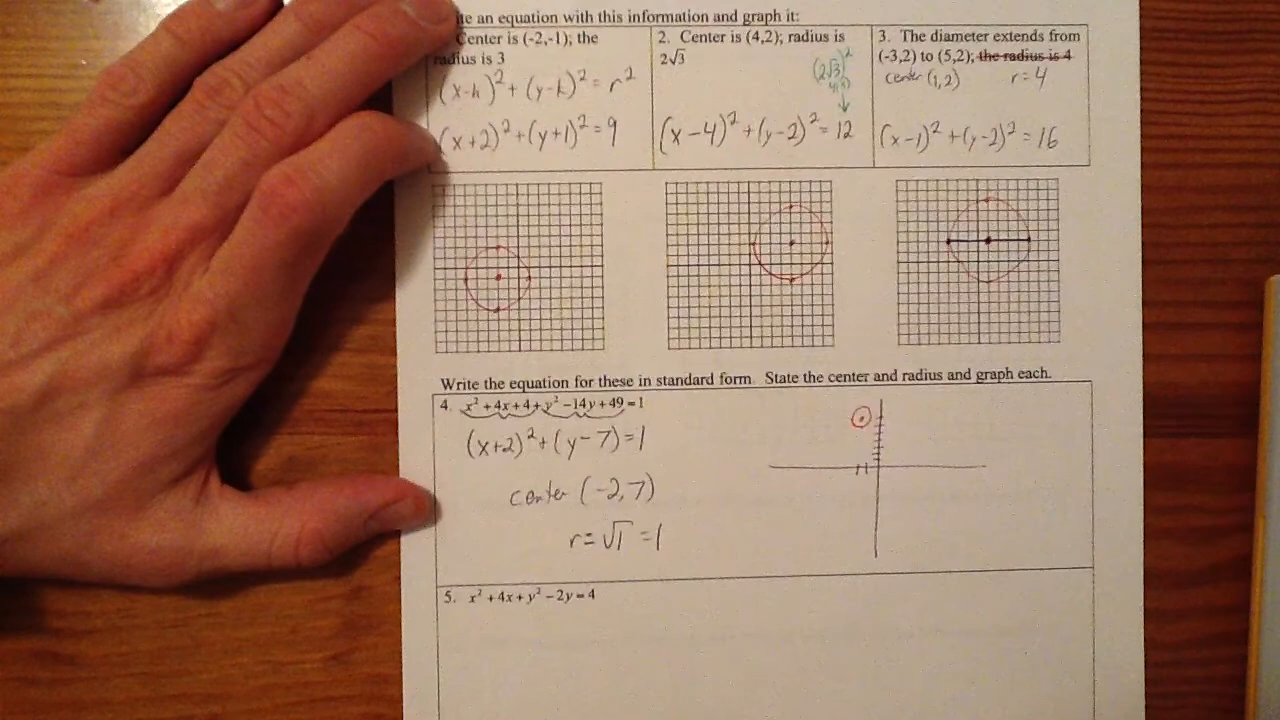 te an equation with this information and graph it:
Center is (-2,-1); the
radius is 3
(x-h)² + (y-k)² = r²
(x+2)² + (y+1)² = 9
2. Center is (4,2); radius is
2√3
(2√3)²
(x-4)² + (y-2)² = 12
3. The diameter extends from
(-3,2) to (5,2); the radius is 4
center (1,2) r=4
(x-1)² + (y-2)² = 16
Write the equation for these in standard form. State the center and radius and graph each.
4. x² + 4x + 4 + y² − 14y + 49 = 1
(x+2)² + (y-7) = 1
center (-2,7)
r = √1 = 1
5. x² + 4x + y² − 2y = 4